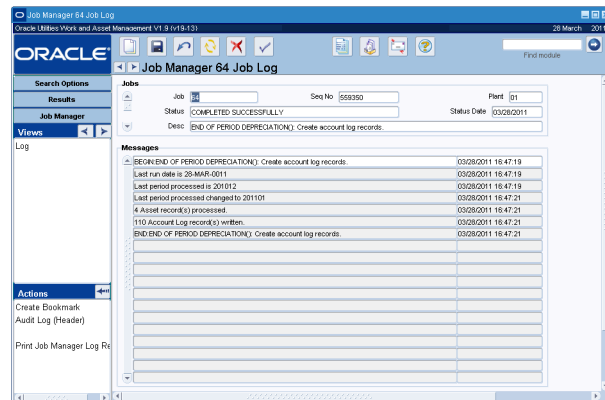 Job Manager 64 Job Log
Oracle Utilities Work and Asset Management V1.9 (v19-13)
28 March 2011
ORACLE
Find module
Job Manager 64 Job Log
Search Options
Results
Job Manager
Views
Log
Actions
Create Bookmark
Audit Log (Header)
Print Job Manager Log Re
Jobs
Job 64 Seq No 559350 Plant 01
Status COMPLETED SUCCESSFULLY Status Date 03/28/2011
Desc END OF PERIOD DEPRECIATION(): Create account log records.
Messages
BEGIN:END OF PERIOD DEPRECIATION(): Create account log records. 03/28/2011 16:47:19
Last run date is 28-MAR-0011 03/28/2011 16:47:19
Last period processed is 201012 03/28/2011 16:47:19
Last period processed changed to 201101 03/28/2011 16:47:21
4 Asset record(s) processed. 03/28/2011 16:47:21
110 Account Log record(s) written. 03/28/2011 16:47:21
END:END OF PERIOD DEPRECIATION(): Create account log records. 03/28/2011 16:47:21